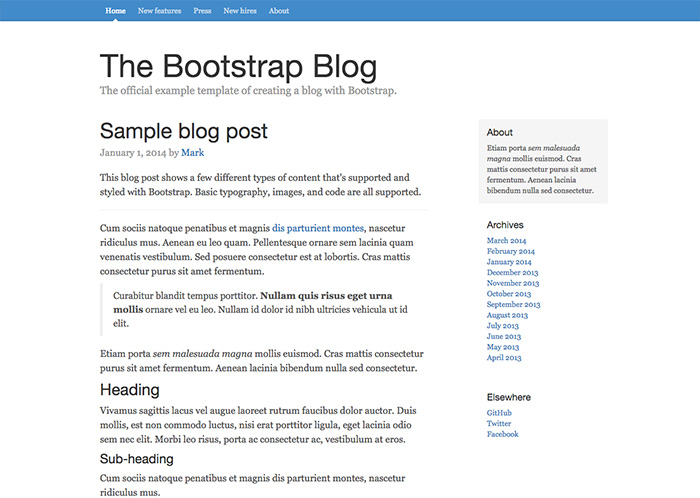 Home New features Press New hires About
The Bootstrap Blog
The official example template of creating a blog with Bootstrap.
Sample blog post
January 1, 2014 by Mark
This blog post shows a few different types of content that's supported and
styled with Bootstrap. Basic typography, images, and code are all supported.
Cum sociis natoque penatibus et magnis dis parturient montes, nascetur
ridiculus mus. Aenean eu leo quam. Pellentesque ornare sem lacinia quam
venenatis vestibulum. Sed posuere consectetur est at lobortis. Cras mattis
consectetur purus sit amet fermentum.
Curabitur blandit tempus porttitor. Nullam quis risus eget urna
mollis ornare vel eu leo. Nullam id dolor id nibh ultricies vehicula ut id
elit.
Etiam porta sem malesuada magna mollis euismod. Cras mattis consectetur
purus sit amet fermentum. Aenean lacinia bibendum nulla sed consectetur.
Heading
Vivamus sagittis lacus vel augue laoreet rutrum faucibus dolor auctor. Duis
mollis, est non commodo luctus, nisi erat porttitor ligula, eget lacinia odio
sem nec elit. Morbi leo risus, porta ac consectetur ac, vestibulum at eros.
Sub-heading
Cum sociis natoque penatibus et magnis dis parturient montes, nascetur
ridiculus mus.
About
Etiam porta sem malesuada
magna mollis euismod. Cras
mattis consectetur purus sit amet
fermentum. Aenean lacinia
bibendum nulla sed consectetur.
Archives
March 2014
February 2014
January 2014
December 2013
November 2013
October 2013
September 2013
August 2013
July 2013
June 2013
May 2013
April 2013
Elsewhere
GitHub
Twitter
Facebook